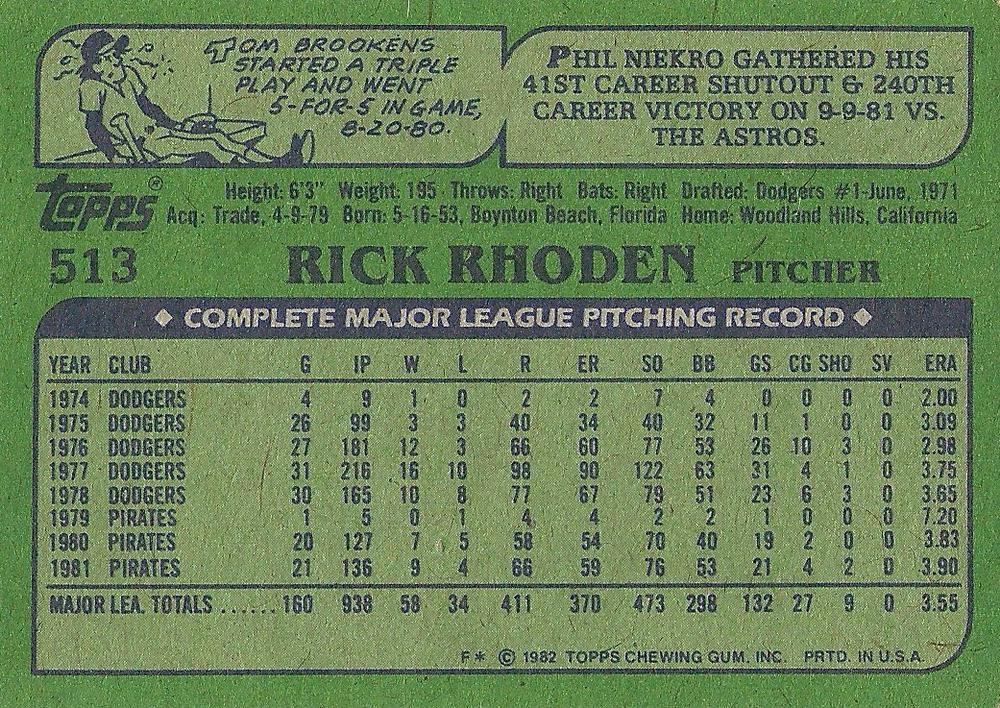 TOM BROOKENS
STARTED A TRIPLE
PLAY AND WENT
5-FOR-5 IN GAME,
8-20-80.
PHIL NIEKRO GATHERED HIS
41ST CAREER SHUTOUT & 240TH
CAREER VICTORY ON 9-9-81 VS.
THE ASTROS.
Topps®
Height: 6'3" Weight: 195 Throws: Right Bats: Right Drafted: Dodgers #1-June, 1971
Acq: Trade, 4-9-79 Born: 5-16-53, Boynton Beach, Florida Home: Woodland Hills, California
513 RICK RHODEN PITCHER
◆ COMPLETE MAJOR LEAGUE PITCHING RECORD ◆
YEAR CLUB G IP W L R ER SO BB GS CG SHO SV ERA
1974 DODGERS 4 9 1 0 2 2 7 4 0 0 0 0 2.00
1975 DODGERS 26 99 3 3 40 34 40 32 11 1 0 0 3.09
1976 DODGERS 27 181 12 3 66 60 77 53 26 10 3 0 2.98
1977 DODGERS 31 216 16 10 98 90 122 63 31 4 1 0 3.75
1978 DODGERS 30 165 10 8 77 67 79 51 23 6 3 0 3.65
1979 PIRATES 1 5 0 1 4 4 2 2 1 0 0 0 7.20
1980 PIRATES 20 127 7 5 58 54 70 40 19 2 0 0 3.83
1981 PIRATES 21 136 9 4 66 59 76 53 21 4 2 0 3.90
MAJOR LEA. TOTALS ...... 160 938 58 34 411 370 473 298 132 27 9 0 3.55
F* © 1982 TOPPS CHEWING GUM, INC. PRTD. IN U.S.A.